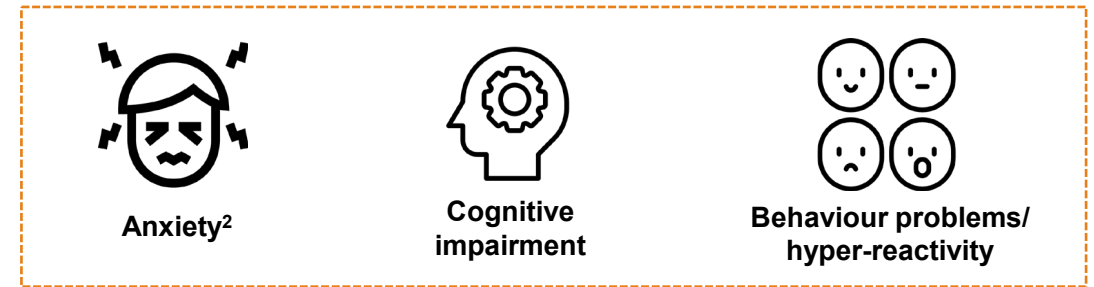 Anxiety²
Cognitive
impairment
Behaviour problems/
hyper-reactivity